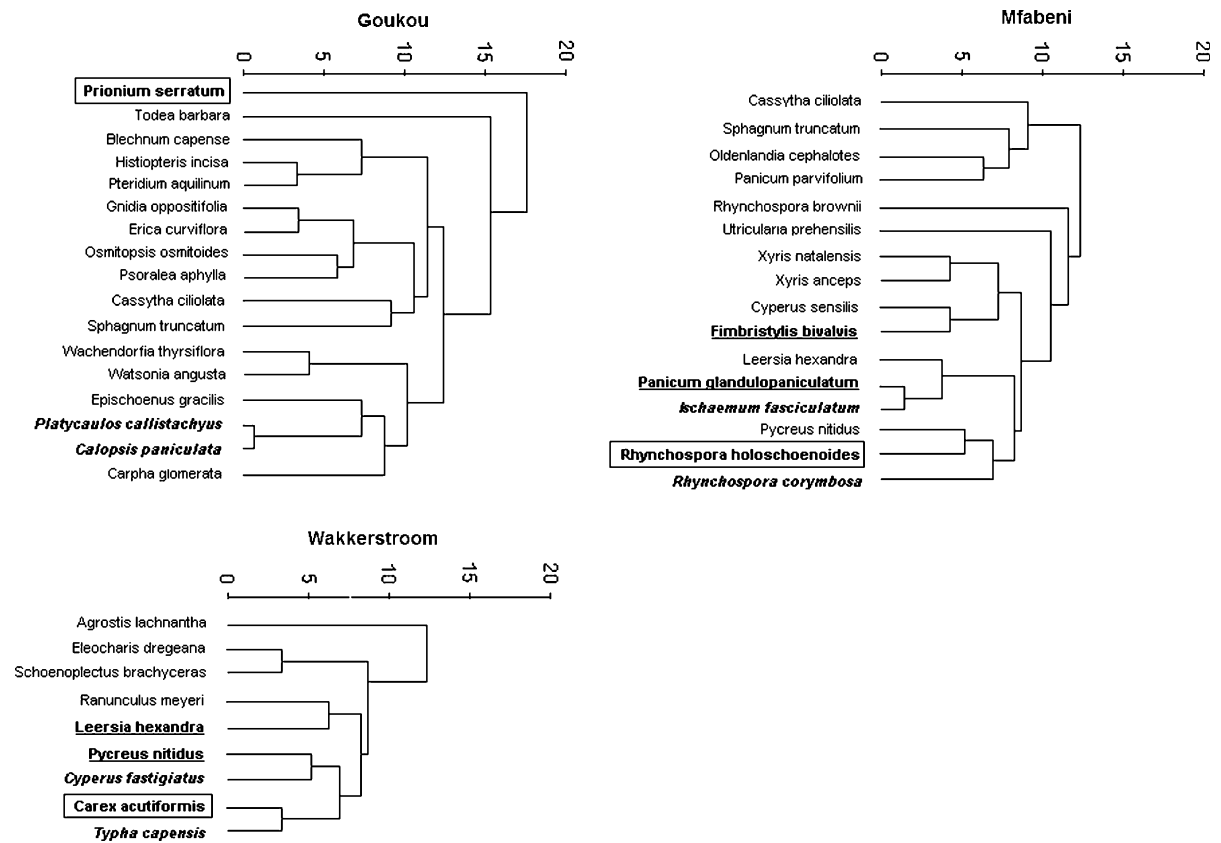 Goukou
0 5 10 15 20
Prionium serratum
Todea barbara
Blechnum capense
Histiopteris incisa
Pteridium aquilinum
Gnidia oppositifolia
Erica curviflora
Osmitopsis osmitoides
Psoralea aphylla
Cassytha ciliolata
Sphagnum truncatum
Wachendorfia thyrsiflora
Watsonia angusta
Epischoenus gracilis
Platycaulos callistachyus
Calopsis paniculata
Carpha glomerata
Mfabeni
0 5 10 15 20
Cassytha ciliolata
Sphagnum truncatum
Oldenlandia cephalotes
Panicum parvifolium
Rhynchospora brownii
Utricularia prehensilis
Xyris natalensis
Xyris anceps
Cyperus sensilis
Fimbristylis bivalvis
Leersia hexandra
Panicum glandulopaniculatum
Ischaemum fasciculatum
Pycreus nitidus
Rhynchospora holoschoenoides
Rhynchospora corymbosa
Wakkerstroom
0 5 10 15 20
Agrostis lachnantha
Eleocharis dregeana
Schoenoplectus brachyceras
Ranunculus meyeri
Leersia hexandra
Pycreus nitidus
Cyperus fastigiatus
Carex acutiformis
Typha capensis